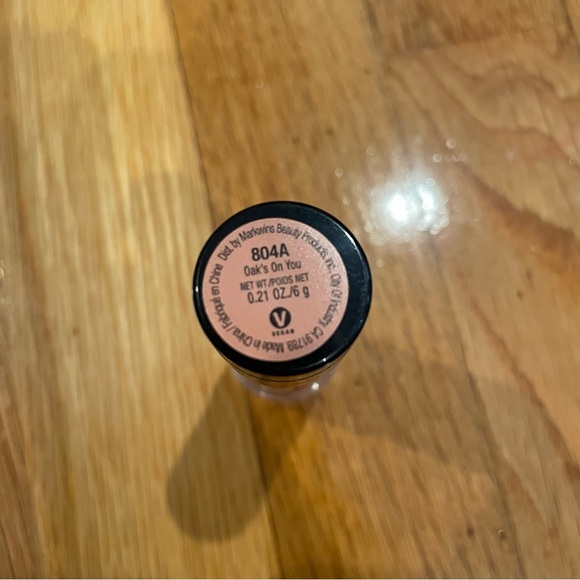 804A
Oak's On You
NET WT./POIDS NET
0.21 OZ./6 g
V
VEGAN
Dist. by Markwins Beauty Products, Inc. City Of Industry, CA 91789. Made in China / Fabriqué en Chine